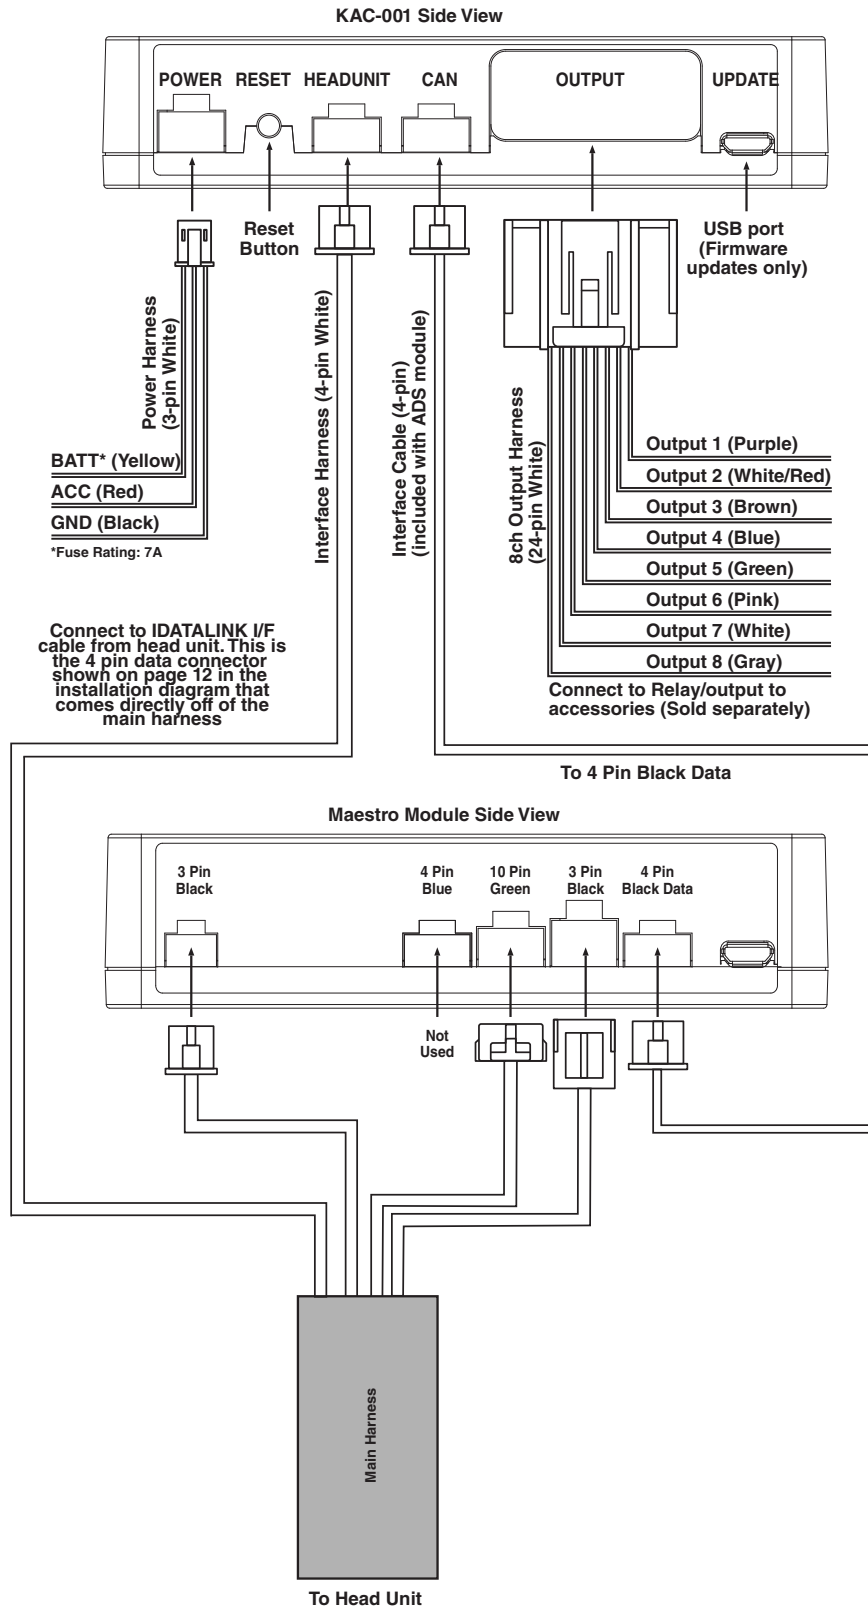 KAC-001 Side View
POWER
RESET
HEADUNIT
CAN
OUTPUT
UPDATE
Reset
Button
USB port
(Firmware
updates only)
Power Harness
(3-pin White)
Interface Harness (4-pin White)
Interface Cable (4-pin)
(included with ADS module)
8ch Output Harness
(24-pin White)
BATT* (Yellow)
ACC (Red)
GND (Black)
*Fuse Rating: 7A
Output 1 (Purple)
Output 2 (White/Red)
Output 3 (Brown)
Output 4 (Blue)
Output 5 (Green)
Output 6 (Pink)
Output 7 (White)
Output 8 (Gray)
Connect to Relay/output to
accessories (Sold separately)
Connect to IDATALINK I/F
cable from head unit. This is
the 4 pin data connector
shown on page 12 in the
installation diagram that
comes directly off of the
main harness
To 4 Pin Black Data
Maestro Module Side View
3 Pin
Black
4 Pin
Blue
10 Pin
Green
3 Pin
Black
4 Pin
Black Data
Not
Used
Main Harness
To Head Unit